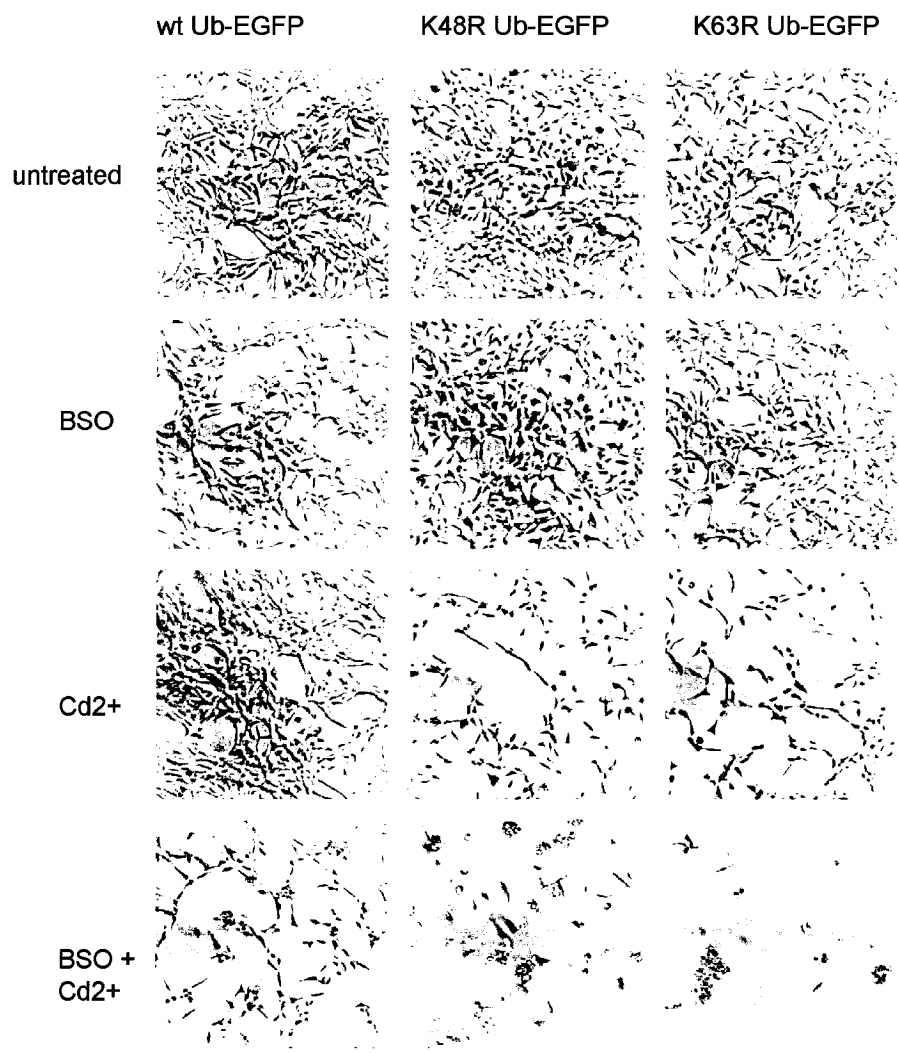 wt Ub-EGFP K48R Ub-EGFP K63R Ub-EGFP
untreated
BSO
Cd2+
BSO +
Cd2+